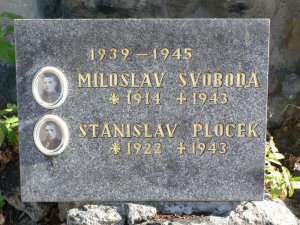 1939 – 1945
MILOSLAV SVOBODA
* 1914 + 1943
STANISLAV PLOCEK
* 1922 + 1943